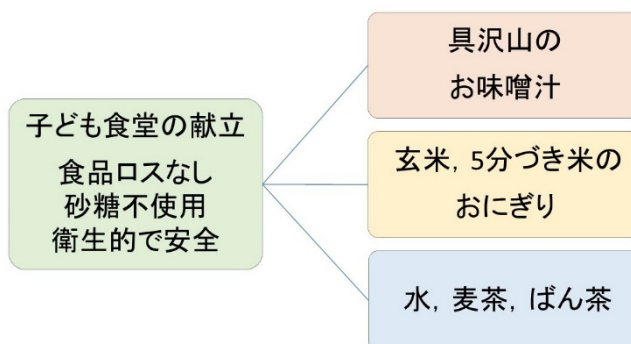 子ども食堂の献立
食品ロスなし
砂糖不使用
衛生的で安全
具沢山の
お味噌汁
玄米, 5分づき米の
おにぎり
水, 麦茶, ばん茶